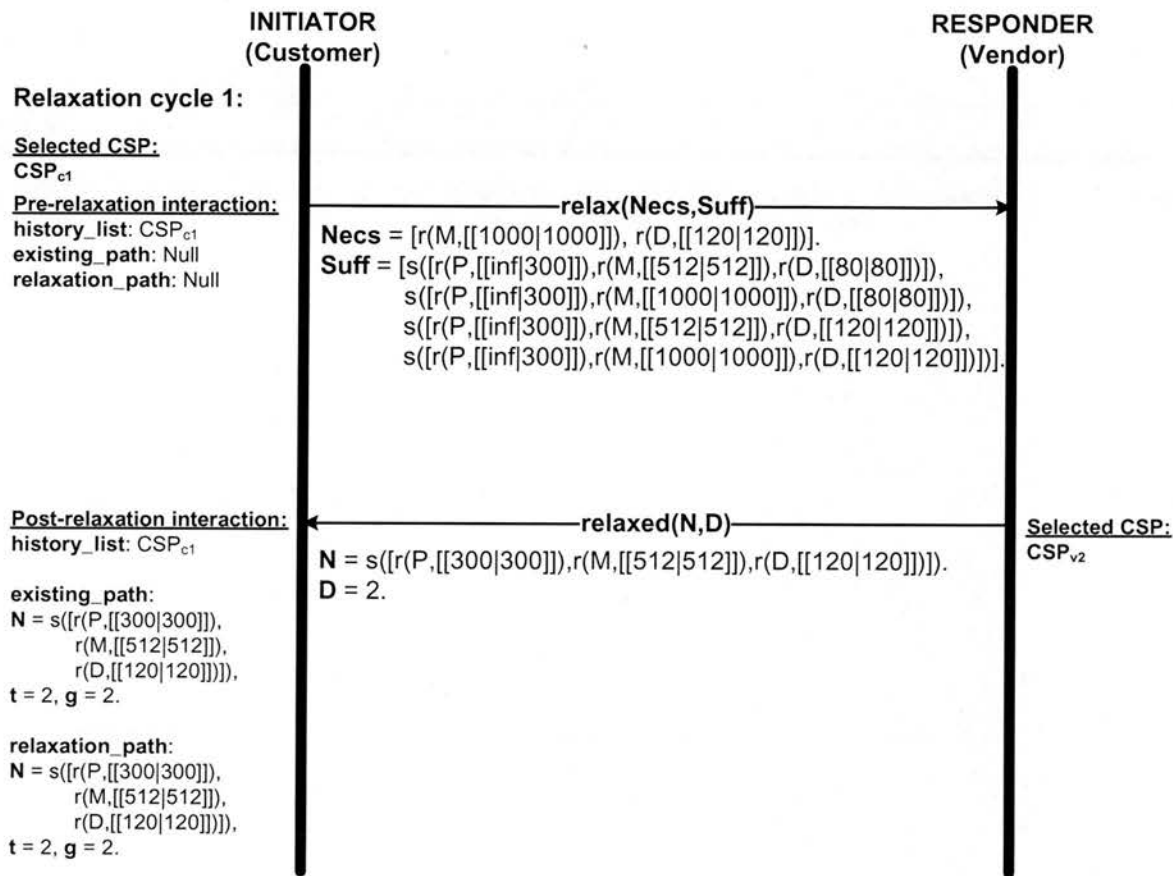 INITIATOR
(Customer)
RESPONDER
(Vendor)
Relaxation cycle 1:
Selected CSP:
CSPc1
Pre-relaxation interaction:
history_list: CSPc1
existing_path: Null
relaxation_path: Null
relax(Necs,Suff)
Necs = [r(M,[[1000|1000]]), r(D,[[120|120]])].
Suff = [s([r(P,[[inf|300]]),r(M,[[512|512]]),r(D,[[80|80]])]),
s([r(P,[[inf|300]]),r(M,[[1000|1000]]),r(D,[[80|80]])]),
s([r(P,[[inf|300]]),r(M,[[512|512]]),r(D,[[120|120]])]),
s([r(P,[[inf|300]]),r(M,[[1000|1000]]),r(D,[[120|120]])])].
Post-relaxation interaction:
history_list: CSPc1
existing_path:
N = s([r(P,[[300|300]]),
r(M,[[512|512]]),
r(D,[[120|120]])]),
t = 2, g = 2.
relaxation_path:
N = s([r(P,[[300|300]]),
r(M,[[512|512]]),
r(D,[[120|120]])]),
t = 2, g = 2.
relaxed(N,D)
N = s([r(P,[[300|300]]),r(M,[[512|512]]),r(D,[[120|120]])]).
D = 2.
Selected CSP:
CSPv2